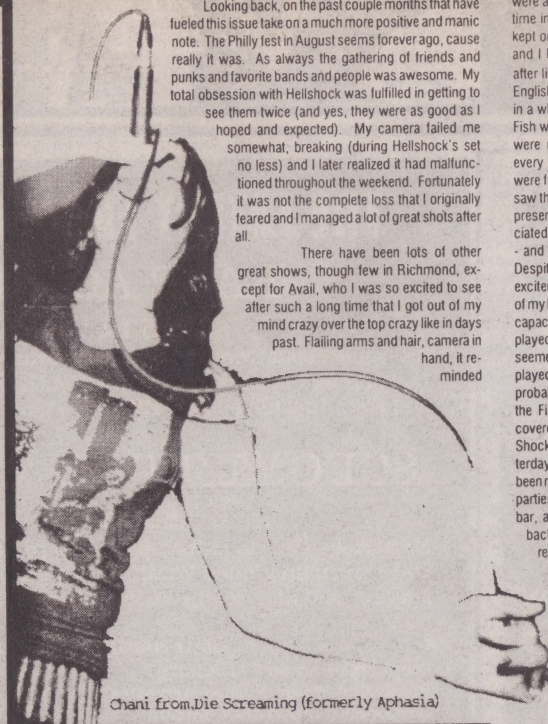 Looking back, on the past couple months that have
fueled this issue take on a much more positive and manic
note. The Philly fest in August seems forever ago, cause
really it was. As always the gathering of friends and
punks and favorite bands and people was awesome. My
total obsession with Hellshock was fulfilled in getting to
see them twice (and yes, they were as good as I
hoped and expected). My camera failed me
somewhat, breaking (during Hellshock's set
no less) and I later realized it had malfunc-
tioned throughout the weekend. Fortunately
it was not the complete loss that I originally
feared and I managed a lot of great shots after
all.
There have been lots of other
great shows, though few in Richmond, ex-
cept for Avail, who I was so excited to see
after such a long time that I got out of my
mind crazy over the top crazy like in days
past. Flailing arms and hair, camera in
hand, it re-
minded
Chani from Die Screaming (formerly Aphasia)
were a
time in
kept o
and I
after li
English
in a w
Fish w
were
every
were f
saw th
presen
ciated
- and
Despit
exciter
of my
capac
played
seeme
played
proba
the Fi
covere
Shock
terday
been r
partie
bar, a
bac
re